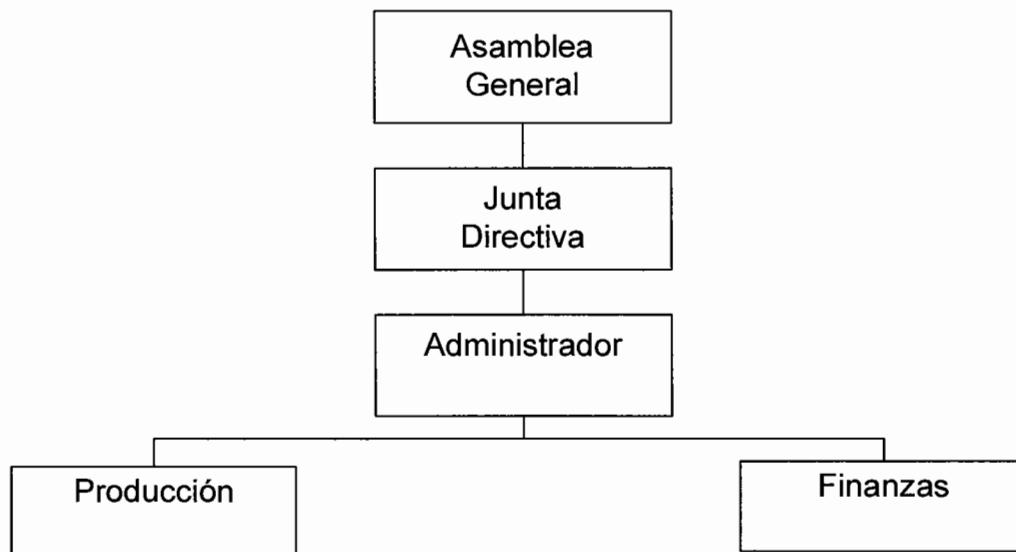 Asamblea
General
Junta
Directiva
Administrador
Producción
Finanzas